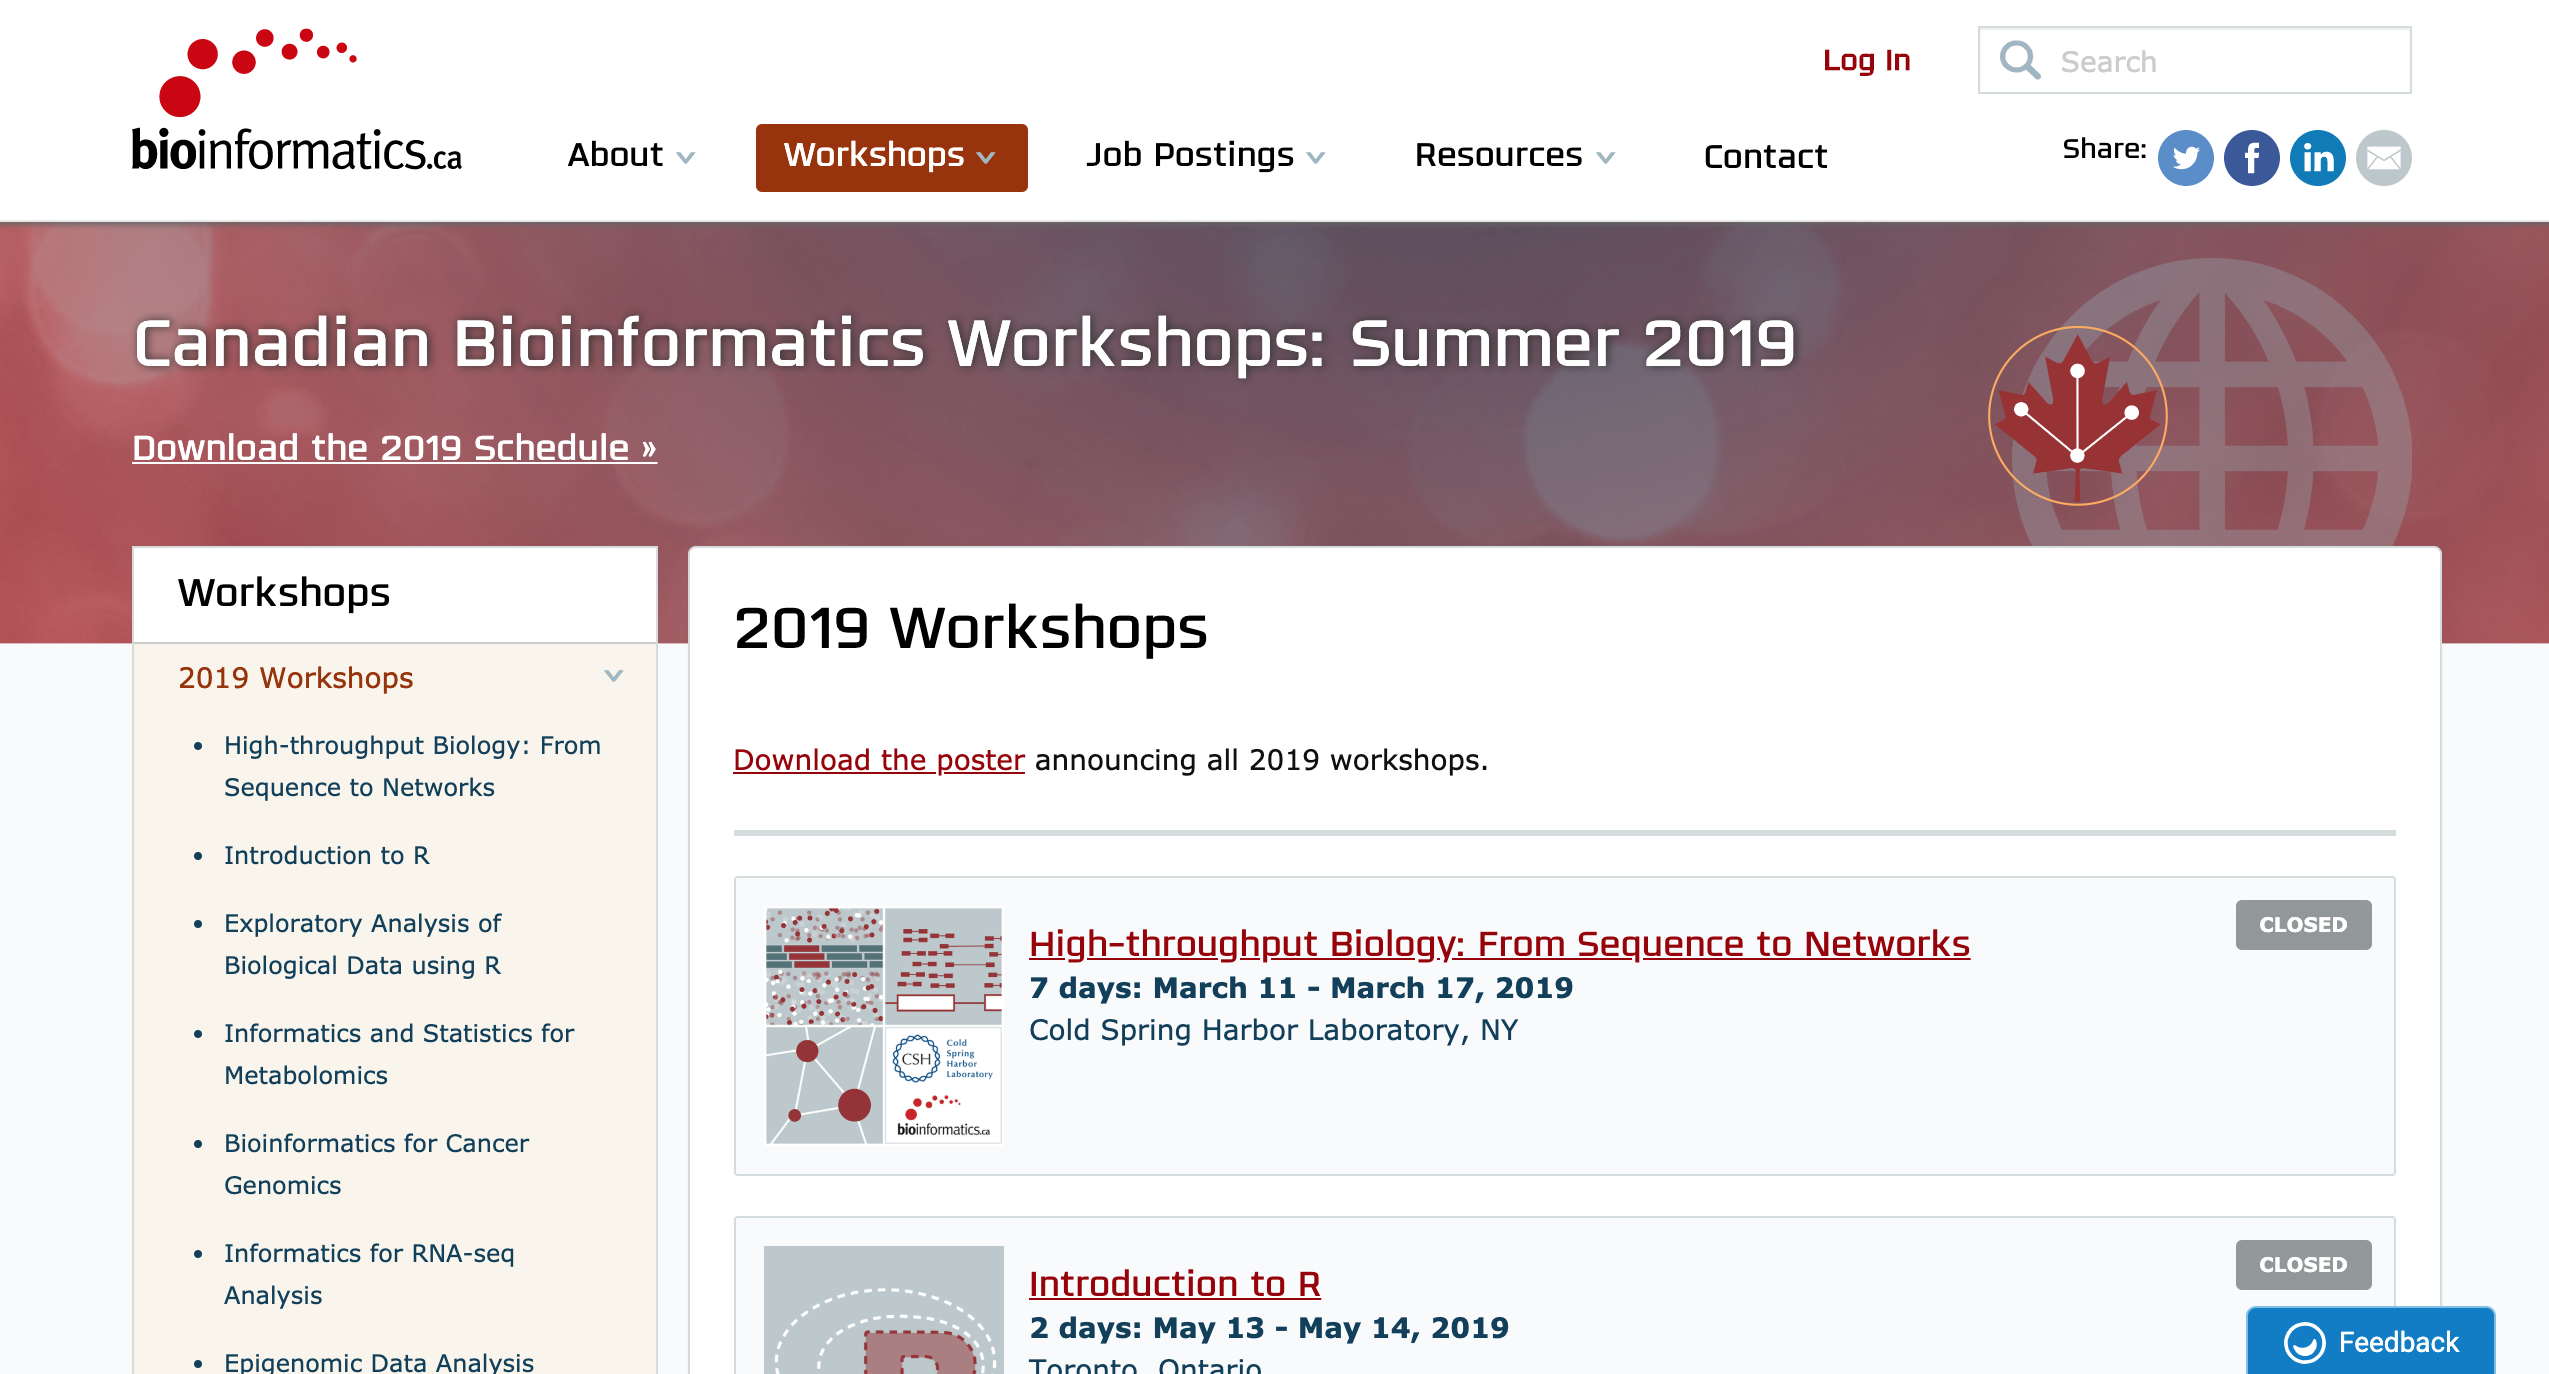 Log In
Search
bioinformatics.ca
About
Workshops
Job Postings
Resources
Contact
Share:
Canadian Bioinformatics Workshops: Summer 2019
Download the 2019 Schedule »
Workshops
2019 Workshops
High-throughput Biology: From
Sequence to Networks
Introduction to R
Exploratory Analysis of
Biological Data using R
Informatics and Statistics for
Metabolomics
Bioinformatics for Cancer
Genomics
Informatics for RNA-seq
Analysis
Epigenomic Data Analysis
2019 Workshops
Download the poster announcing all 2019 workshops.
CLOSED
High-throughput Biology: From Sequence to Networks
7 days: March 11 - March 17, 2019
Cold Spring Harbor Laboratory, NY
CSH
Cold
Spring
Harbor
Laboratory
bioinformatics.ca
CLOSED
Introduction to R
2 days: May 13 - May 14, 2019
Toronto, Ontario
R
Feedback